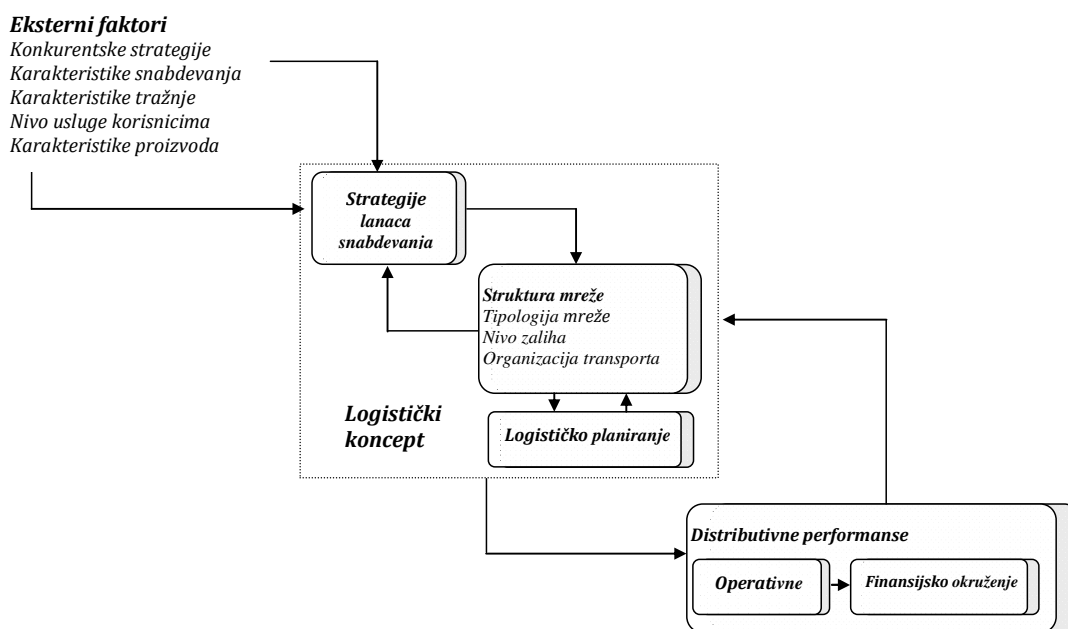 Eksterni faktori
Konkurentske strategije
Karakteristike snabdevanja
Karakteristike tražnje
Nivo usluge korisnicima
Karakteristike proizvoda
Strategije
lanaca
snabdevanja
Struktura mreže
Tipologija mreže
Nivo zaliha
Organizacija transporta
Logistički
koncept
Logističko planiranje
Distributivne performanse
Operativne
Finansijsko okruženje